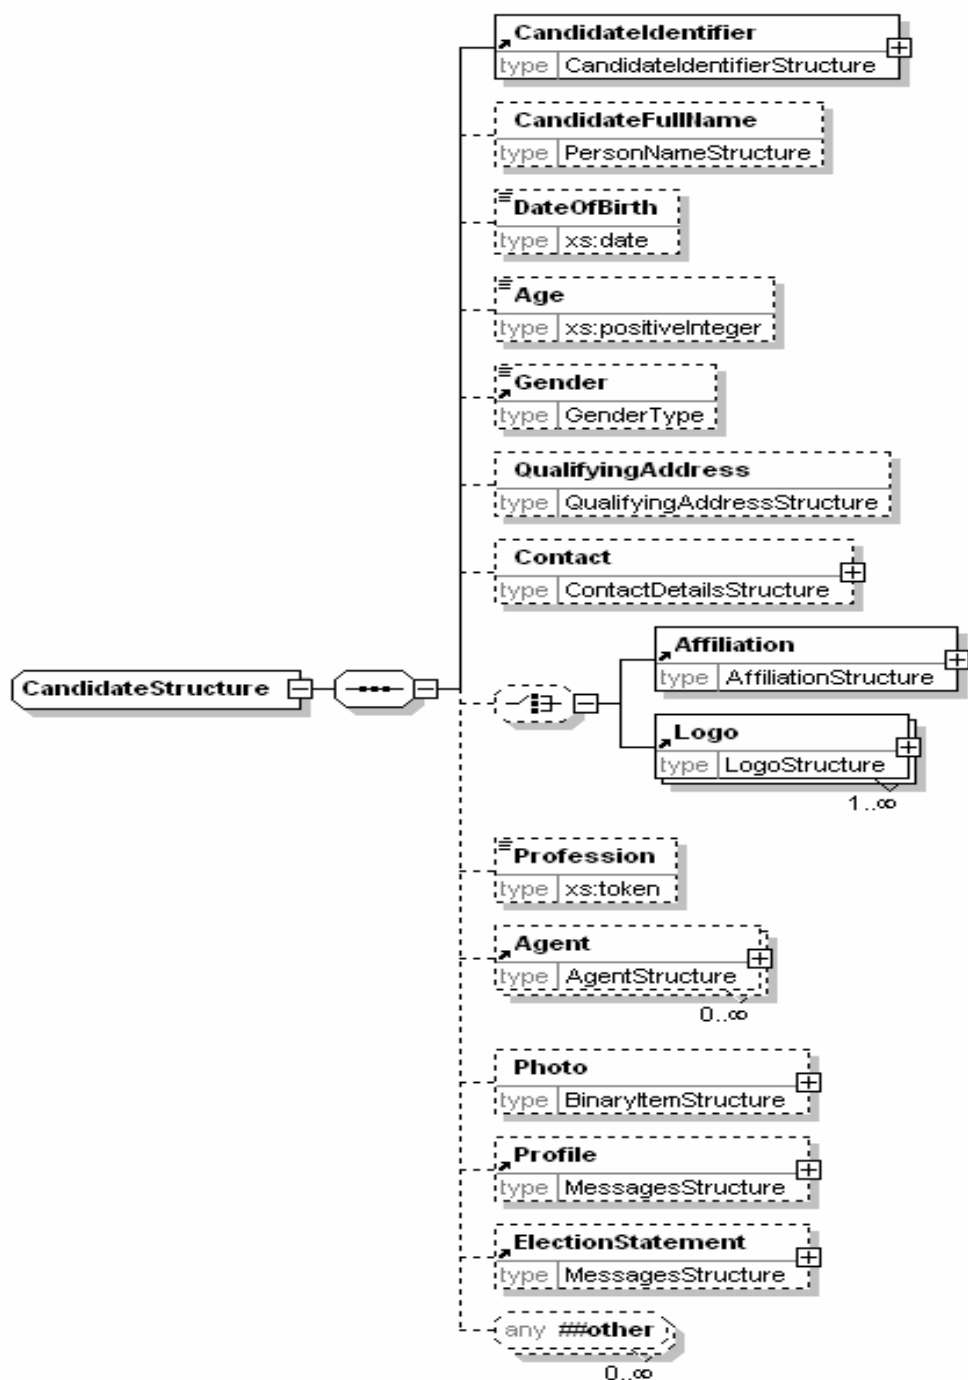 CandidateIdentifier
type CandidateIdentifierStructure
CandidateFullName
type PersonNameStructure
DateOfBirth
type xs:date
Age
type xs:positiveInteger
Gender
type GenderType
QualifyingAddress
type QualifyingAddressStructure
Contact
type ContactDetailsStructure
CandidateStructure
Affiliation
type AffiliationStructure
Logo
type LogoStructure
1..∞
Profession
type xs:token
Agent
type AgentStructure
0..∞
Photo
type BinaryItemStructure
Profile
type MessagesStructure
ElectionStatement
type MessagesStructure
any ##other
0..∞